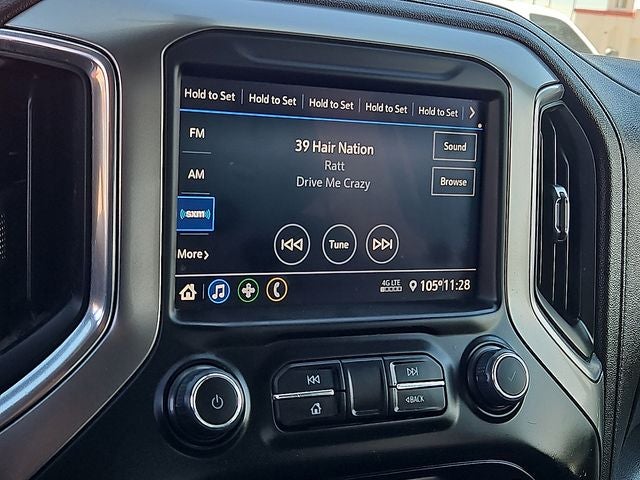 Hold to Set Hold to Set Hold to Set Hold to Set Hold to Set >
FM
39 Hair Nation
Sound
Ratt
AM
Drive Me Crazy
Browse
sxm
Tune
More >
4G LTE
105° 11:28
BACK